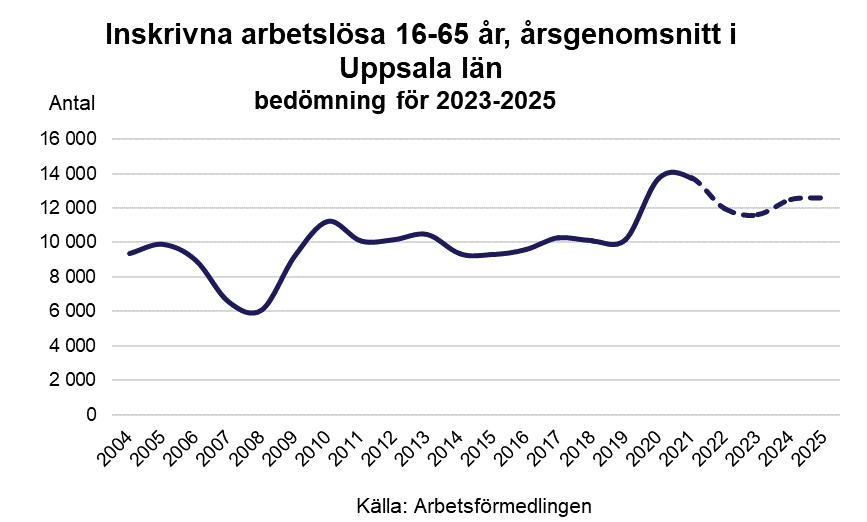 Inskrivna arbetslösa 16-65 år, årsgenomsnitt i
Uppsala län
bedömning för 2023-2025
Antal
16 000
14 000
12 000
10 000
8 000
6 000
4 000
2 000
0
2004 2005 2006 2007 2008 2009 2010 2011 2012 2013 2014 2015 2016 2017 2018 2019 2020 2021 2022 2023 2024 2025
Källa: Arbetsförmedlingen